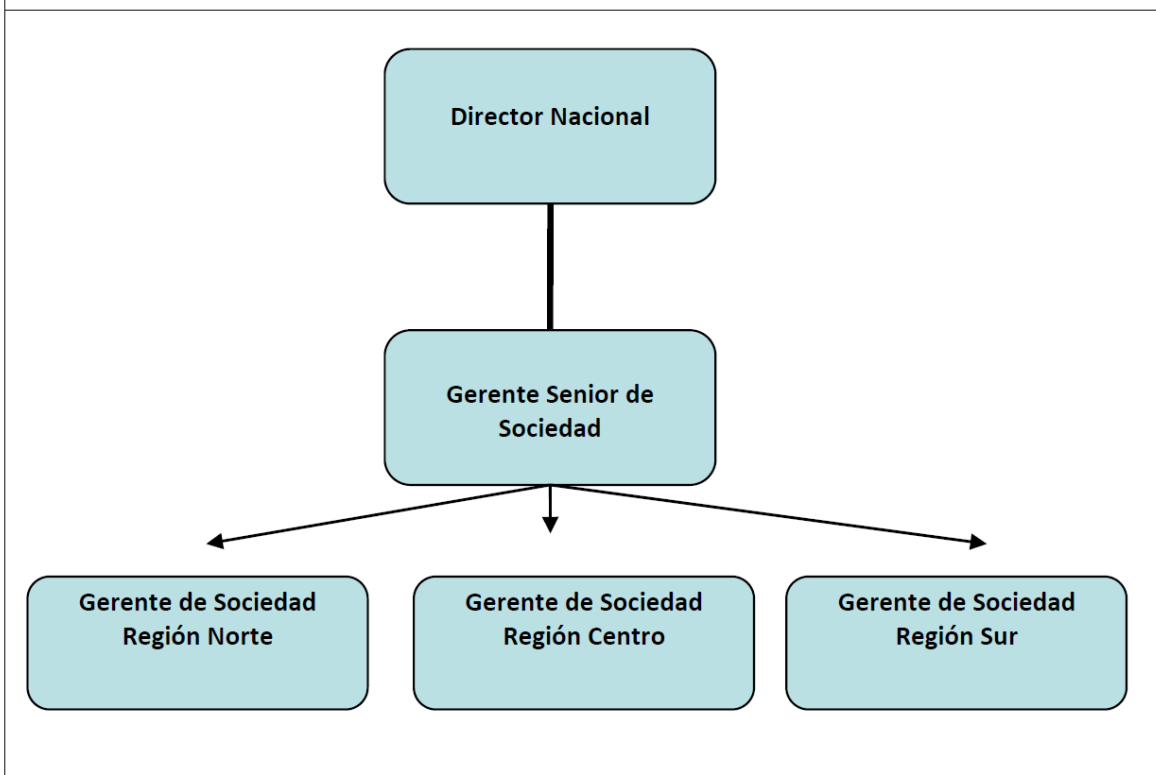 Director Nacional
Gerente Senior de
Sociedad
Gerente de Sociedad
Región Norte
Gerente de Sociedad
Región Centro
Gerente de Sociedad
Región Sur